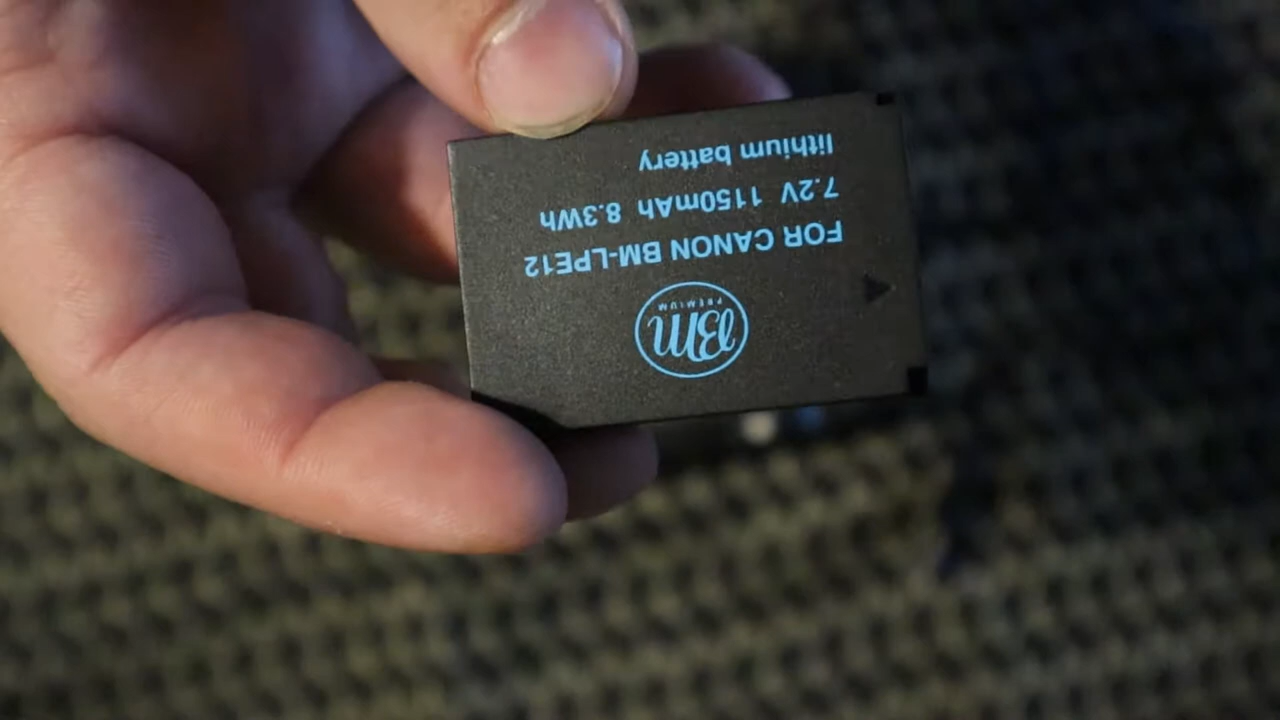 BM
PREMIUM
FOR CANON BM-LPE12
7.2V 1150mAh 8.3Wh
lithium battery